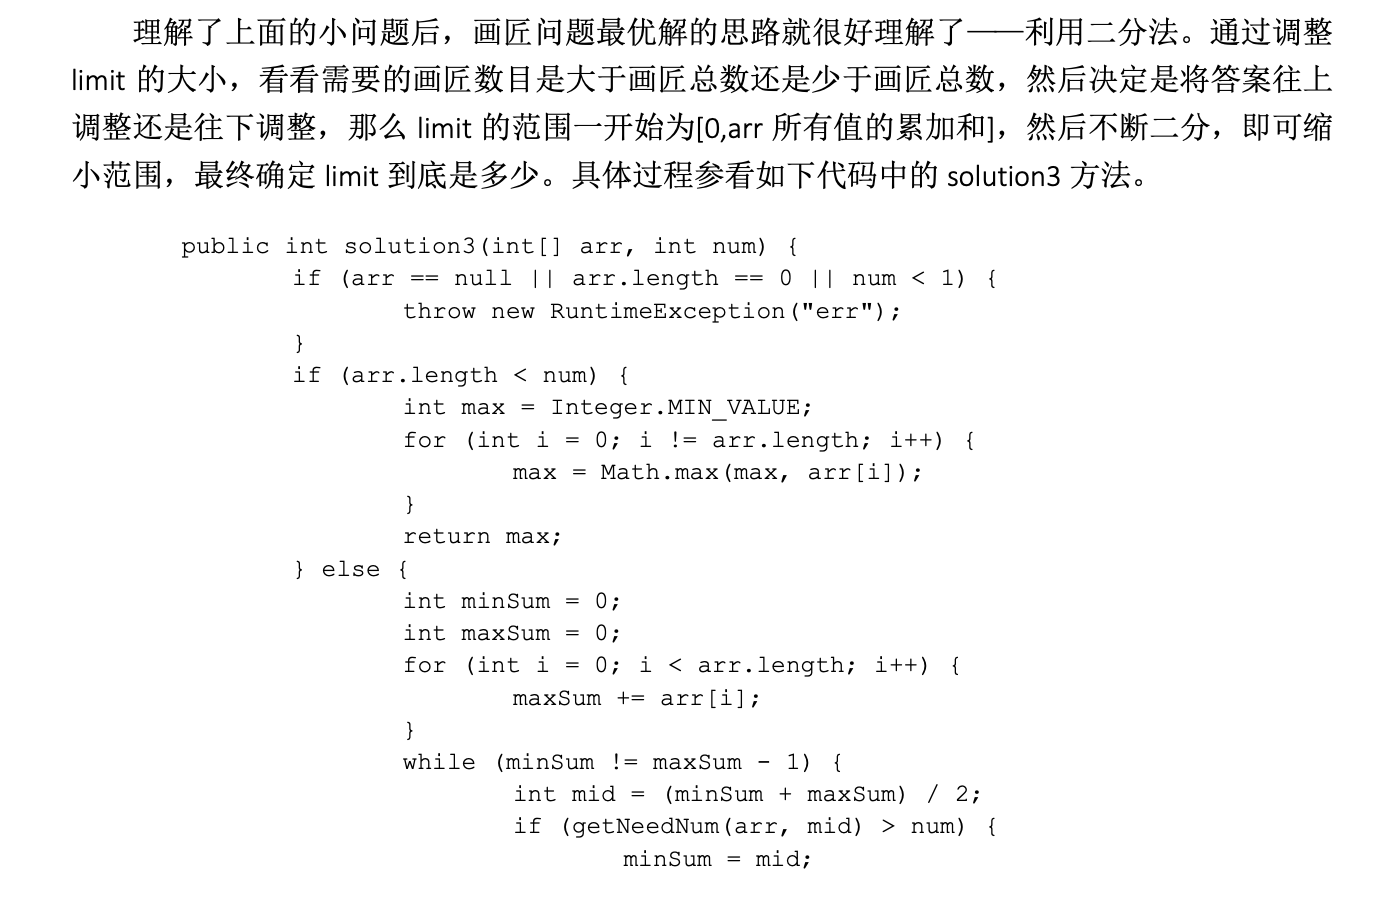 理解了上面的小问题后，画匠问题最优解的思路就很好理解了——利用二分法。通过调整
limit 的大小，看看需要的画匠数目是大于画匠总数还是少于画匠总数，然后决定是将答案往上
调整还是往下调整，那么 limit 的范围一开始为[0,arr 所有值的累加和]，然后不断二分，即可缩
小范围，最终确定 limit 到底是多少。具体过程参看如下代码中的 solution3 方法。
public int solution3(int[] arr, int num) {
if (arr == null || arr.length == 0 || num < 1) {
throw new RuntimeException("err");
}
if (arr.length < num) {
int max = Integer.MIN_VALUE;
for (int i = 0; i != arr.length; i++) {
max = Math.max(max, arr[i]);
}
return max;
} else {
int minSum = 0;
int maxSum = 0;
for (int i = 0; i < arr.length; i++) {
maxSum += arr[i];
}
while (minSum != maxSum - 1) {
int mid = (minSum + maxSum) / 2;
if (getNeedNum(arr, mid) > num) {
minSum = mid;